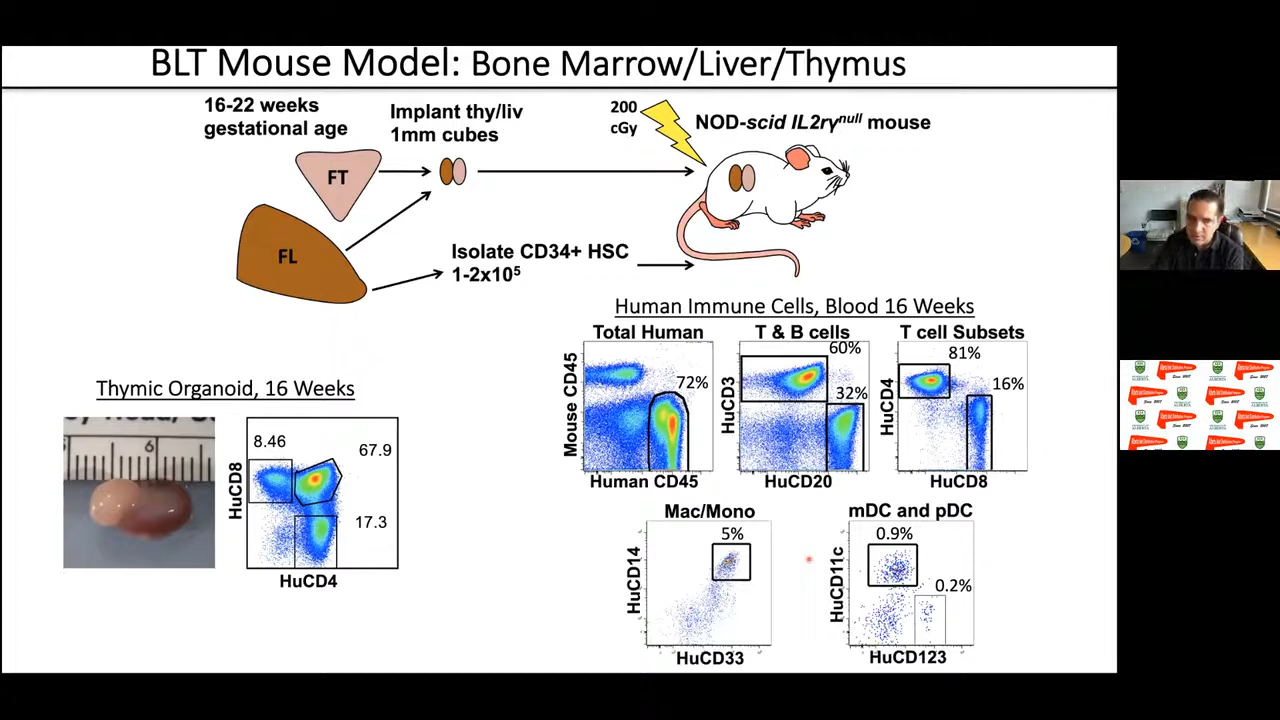 BLT Mouse Model: Bone Marrow/Liver/Thymus
16-22 weeks
gestational age
Implant thy/liv
1mm cubes
200
cGy
NOD-scid IL2rγnull mouse
FT
FL
Isolate CD34+ HSC
1-2x10⁵
Human Immune Cells, Blood 16 Weeks
Total Human
T & B cells
T cell Subsets
Mouse CD45
72%
Human CD45
HuCD3
60%
32%
HuCD20
HuCD4
81%
16%
HuCD8
Thymic Organoid, 16 Weeks
6
HuCD8
8.46
67.9
17.3
HuCD4
Mac/Mono
mDC and pDC
HuCD14
5%
HuCD33
HuCD11c
0.9%
0.2%
HuCD123